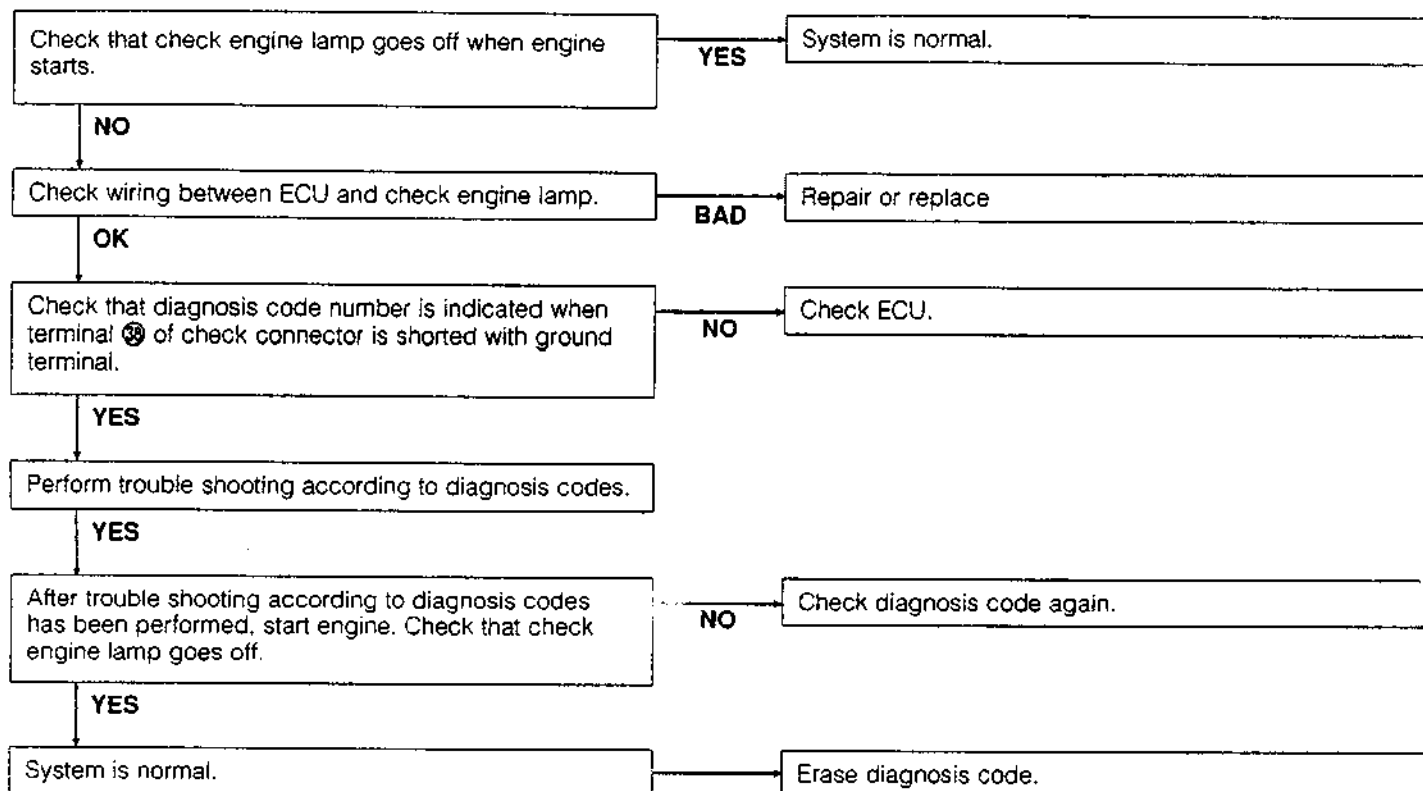 Check that check engine lamp goes off when engine
starts.
YES
System is normal.
NO
Check wiring between ECU and check engine lamp.
BAD
Repair or replace
OK
Check that diagnosis code number is indicated when
terminal ㊳ of check connector is shorted with ground
terminal.
NO
Check ECU.
YES
Perform trouble shooting according to diagnosis codes.
YES
After trouble shooting according to diagnosis codes
has been performed, start engine. Check that check
engine lamp goes off.
NO
Check diagnosis code again.
YES
System is normal.
Erase diagnosis code.